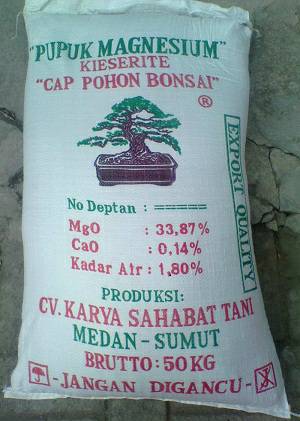 "PUPUK MAGNESIUM"
KIESERITE
"CAP POHON BONSAI"
®
EXPORT QUALITY
No Deptan : =====
MgO : 33,87%
CaO : 0,14%
Kadar Air : 1,80%
PRODUKSI:
CV. KARYA SAHABAT TANI
MEDAN - SUMUT
BRUTTO: 50 KG
- JANGAN DIGANCU -